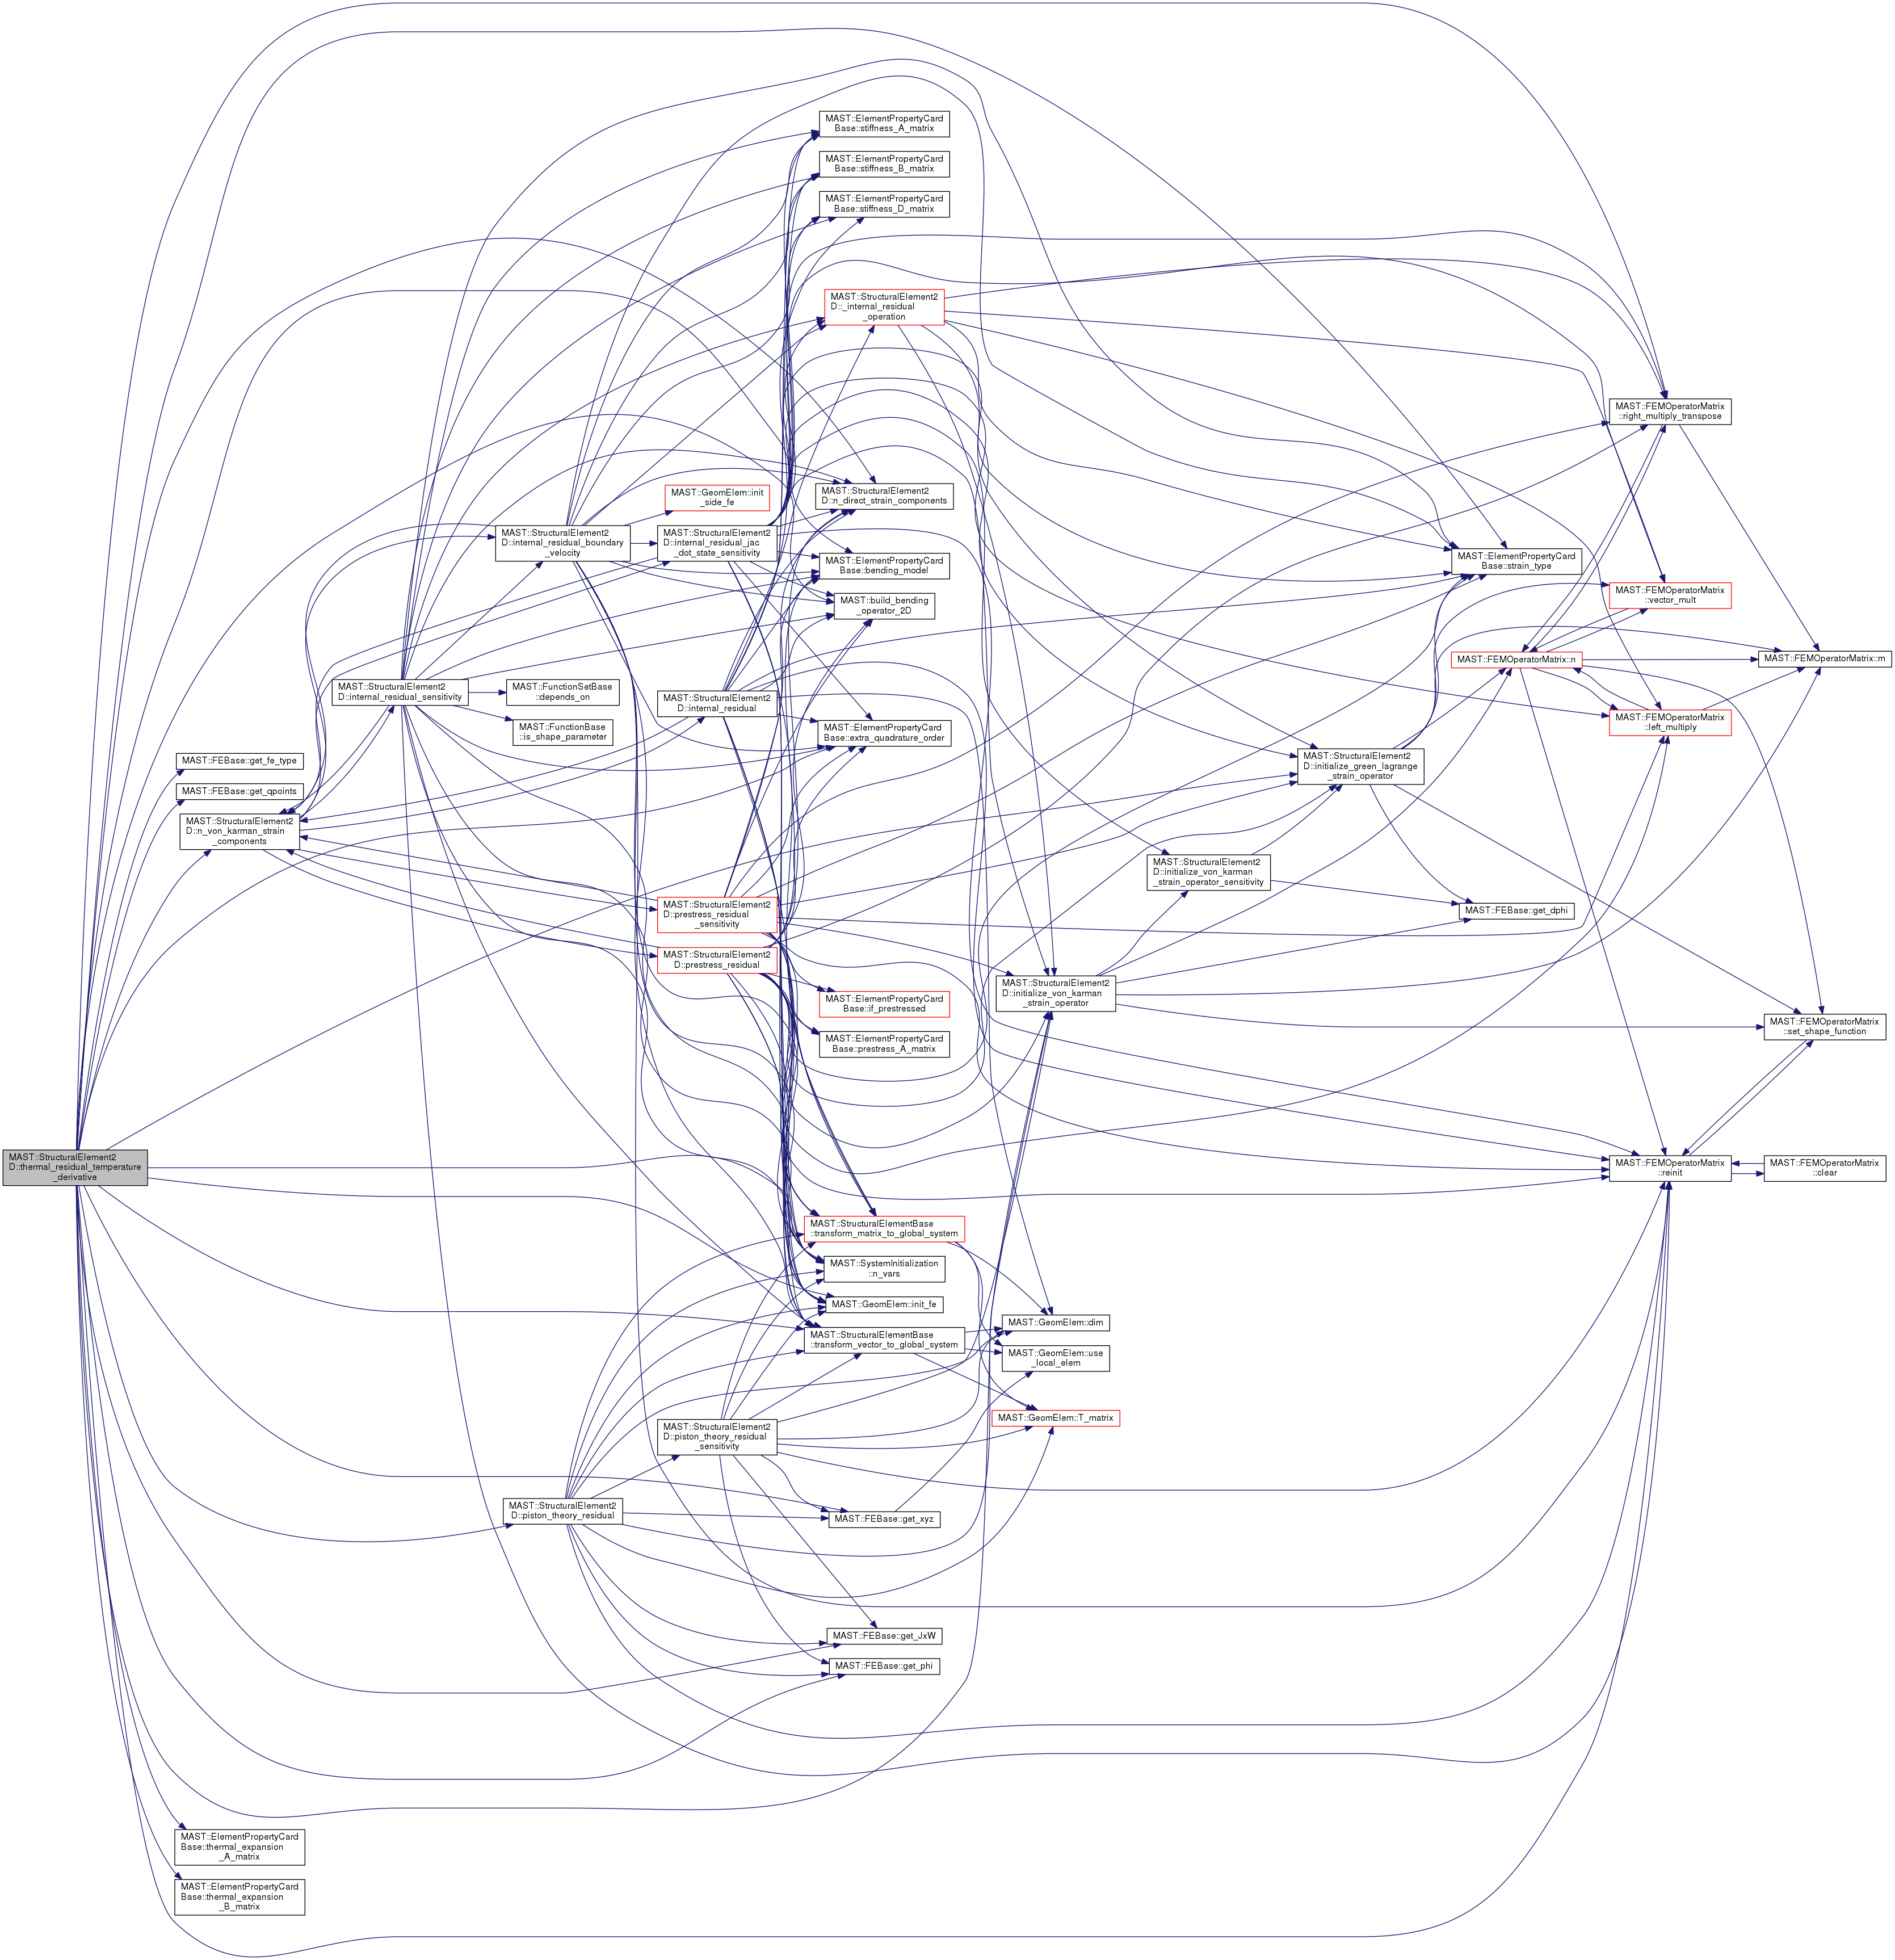 MAST::StructuralElement2
D::thermal_residual_temperature
_derivative
MAST::FEBase::get_fe_type
MAST::FEBase::get_qpoints
MAST::StructuralElement2
D::n_von_karman_strain
_components
MAST::ElementPropertyCard
Base::thermal_expansion
_A_matrix
MAST::ElementPropertyCard
Base::thermal_expansion
_B_matrix
MAST::StructuralElement2
D::internal_residual_sensitivity
MAST::StructuralElement2
D::internal_residual_boundary
_velocity
MAST::FunctionSetBase
::depends_on
MAST::FunctionBase
::is_shape_parameter
MAST::StructuralElement2
D::piston_theory_residual
MAST::GeomElem::init
_side_fe
MAST::StructuralElement2
D::internal_residual_jac
_dot_state_sensitivity
MAST::StructuralElement2
D::internal_residual
MAST::StructuralElement2
D::prestress_residual
_sensitivity
MAST::StructuralElement2
D::prestress_residual
MAST::StructuralElement2
D::piston_theory_residual
_sensitivity
MAST::ElementPropertyCard
Base::stiffness_A_matrix
MAST::ElementPropertyCard
Base::stiffness_B_matrix
MAST::ElementPropertyCard
Base::stiffness_D_matrix
MAST::StructuralElement2
D::_internal_residual
_operation
MAST::StructuralElement2
D::n_direct_strain_components
MAST::ElementPropertyCard
Base::bending_model
MAST::build_bending
_operator_2D
MAST::ElementPropertyCard
Base::extra_quadrature_order
MAST::ElementPropertyCard
Base::if_prestressed
MAST::ElementPropertyCard
Base::prestress_A_matrix
MAST::StructuralElementBase
::transform_matrix_to_global_system
MAST::SystemInitialization
::n_vars
MAST::GeomElem::init_fe
MAST::StructuralElementBase
::transform_vector_to_global_system
MAST::FEBase::get_xyz
MAST::FEBase::get_JxW
MAST::FEBase::get_phi
MAST::StructuralElement2
D::initialize_von_karman
_strain_operator
MAST::GeomElem::dim
MAST::GeomElem::use
_local_elem
MAST::GeomElem::T_matrix
MAST::StructuralElement2
D::initialize_von_karman
_strain_operator_sensitivity
MAST::StructuralElement2
D::initialize_green_lagrange
_strain_operator
MAST::ElementPropertyCard
Base::strain_type
MAST::FEMOperatorMatrix::n
MAST::FEBase::get_dphi
MAST::FEMOperatorMatrix
::right_multiply_transpose
MAST::FEMOperatorMatrix
::vector_mult
MAST::FEMOperatorMatrix
::left_multiply
MAST::FEMOperatorMatrix
::reinit
MAST::FEMOperatorMatrix::m
MAST::FEMOperatorMatrix
::set_shape_function
MAST::FEMOperatorMatrix
::clear